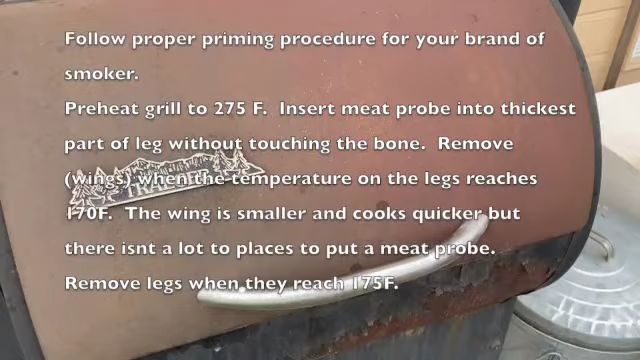 Follow proper priming procedure for your brand of
smoker.
Preheat grill to 275 F.  Insert meat probe into thickest
part of leg without touching the bone.  Remove
(wings) when the temperature on the legs reaches
170F.  The wing is smaller and cooks quicker but
there isnt a lot to places to put a meat probe.
Remove legs when they reach 175F.